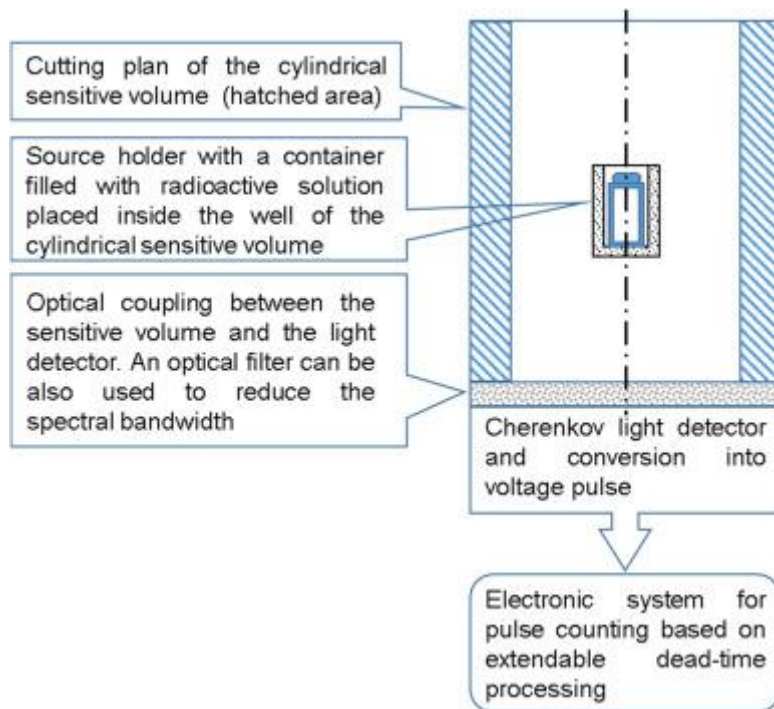 Cutting plan of the cylindrical
sensitive volume (hatched area)
Source holder with a container
filled with radioactive solution
placed inside the well of the
cylindrical sensitive volume
Optical coupling between the
sensitive volume and the light
detector. An optical filter can be
also used to reduce the
spectral bandwidth
Cherenkov light detector
and conversion into
voltage pulse
Electronic system for
pulse counting based on
extendable dead-time
processing